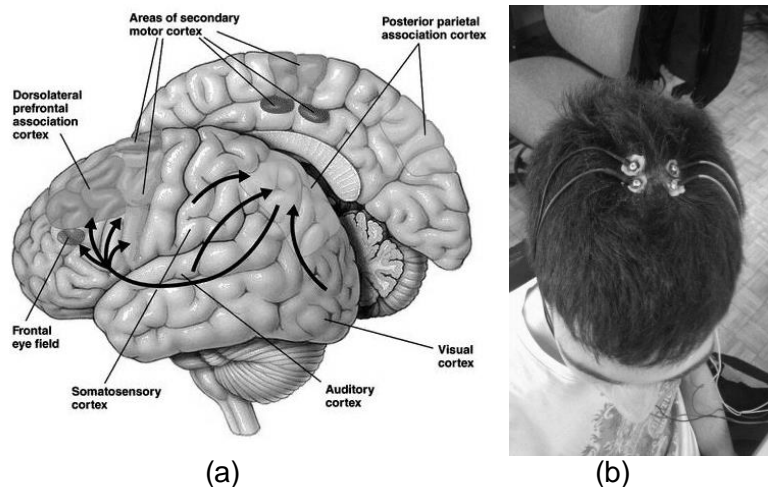 Areas of secondary
motor cortex
Posterior parietal
association cortex
Dorsolateral
prefrontal
association
cortex
Frontal
eye field
Somatosensory
cortex
Auditory
cortex
Visual
cortex
(a)
(b)